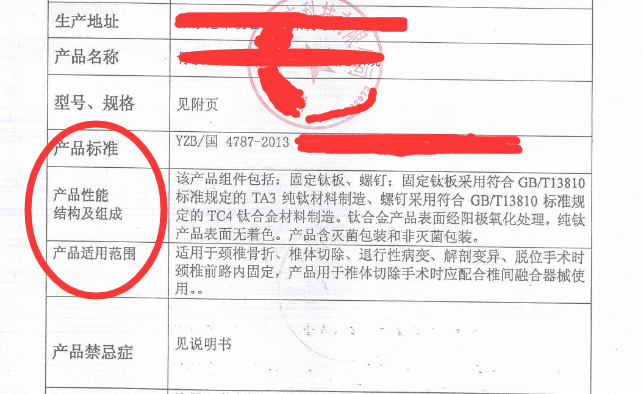 生产地址
产品名称
型号、规格 见附页
产品标准 YZB/国 4787-2013
产品性能
结构及组成
该产品组件包括：固定钛板、螺钉；固定钛板采用符合 GB/T13810
标准规定的 TA3 纯钛材料制造、螺钉采用符合 GB/T13810 标准规
定的 TC4 钛合金材料制造。钛合金产品表面经阳极氧化处理，纯钛
产品表面无着色。产品含灭菌包装和非灭菌包装。
产品适用范围
适用于颈椎骨折、椎体切除、退行性病变、解剖变异、脱位手术时
颈椎前路内固定，产品用于椎体切除手术时应配合椎间融合器械使
用。。
产品禁忌症 见说明书